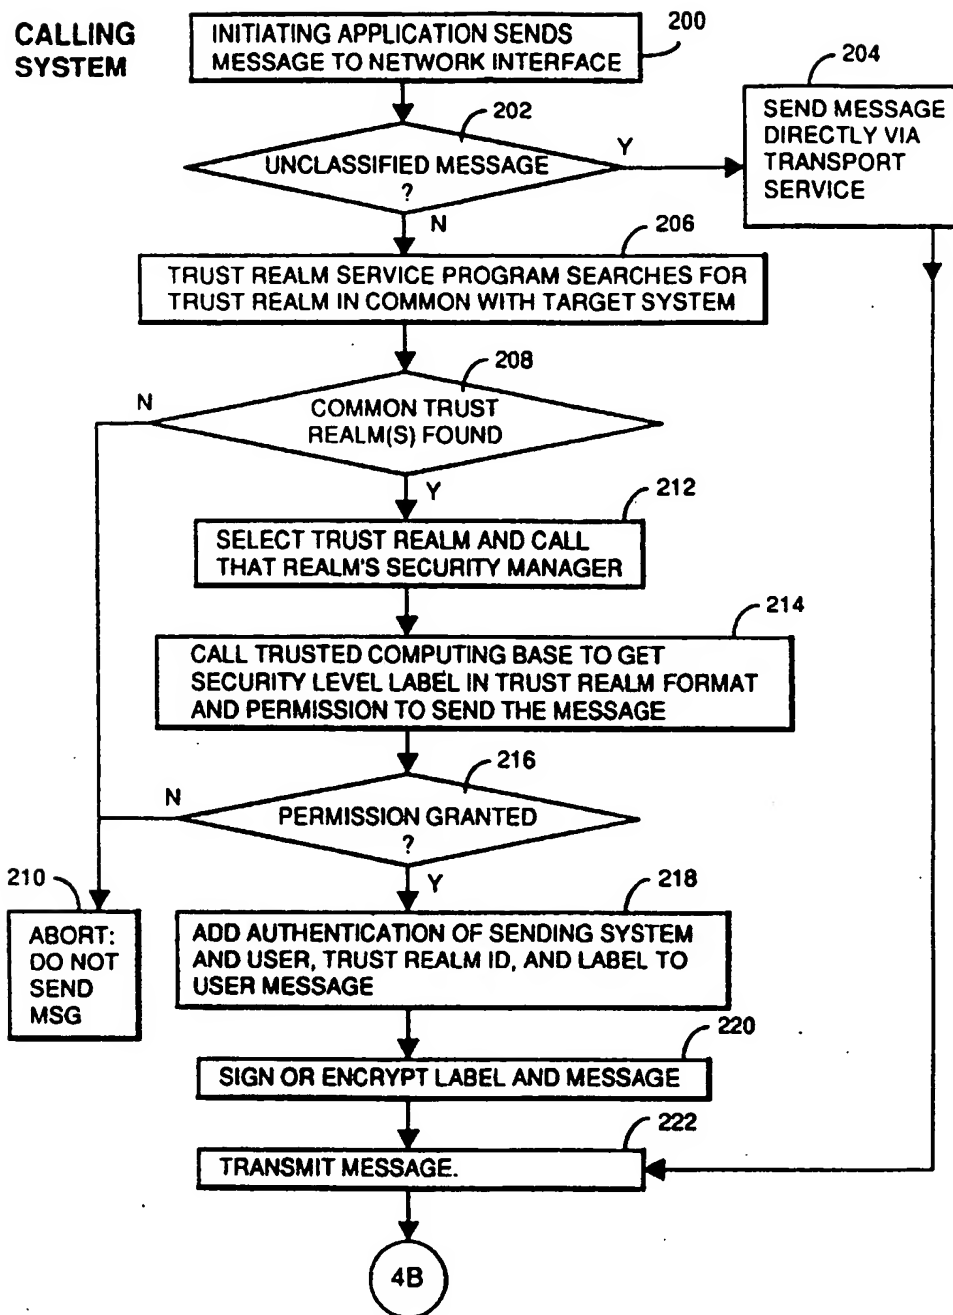 CALLING
SYSTEM
INITIATING APPLICATION SENDS
MESSAGE TO NETWORK INTERFACE
200
204
202
UNCLASSIFIED MESSAGE
?
Y
N
SEND MESSAGE
DIRECTLY VIA
TRANSPORT
SERVICE
206
TRUST REALM SERVICE PROGRAM SEARCHES FOR
TRUST REALM IN COMMON WITH TARGET SYSTEM
208
N
COMMON TRUST
REALM(S) FOUND
Y
212
SELECT TRUST REALM AND CALL
THAT REALM'S SECURITY MANAGER
214
CALL TRUSTED COMPUTING BASE TO GET
SECURITY LEVEL LABEL IN TRUST REALM FORMAT
AND PERMISSION TO SEND THE MESSAGE
216
N
PERMISSION GRANTED
?
Y
210
ABORT:
DO NOT
SEND
MSG
218
ADD AUTHENTICATION OF SENDING SYSTEM
AND USER, TRUST REALM ID, AND LABEL TO
USER MESSAGE
220
SIGN OR ENCRYPT LABEL AND MESSAGE
222
TRANSMIT MESSAGE.
4B